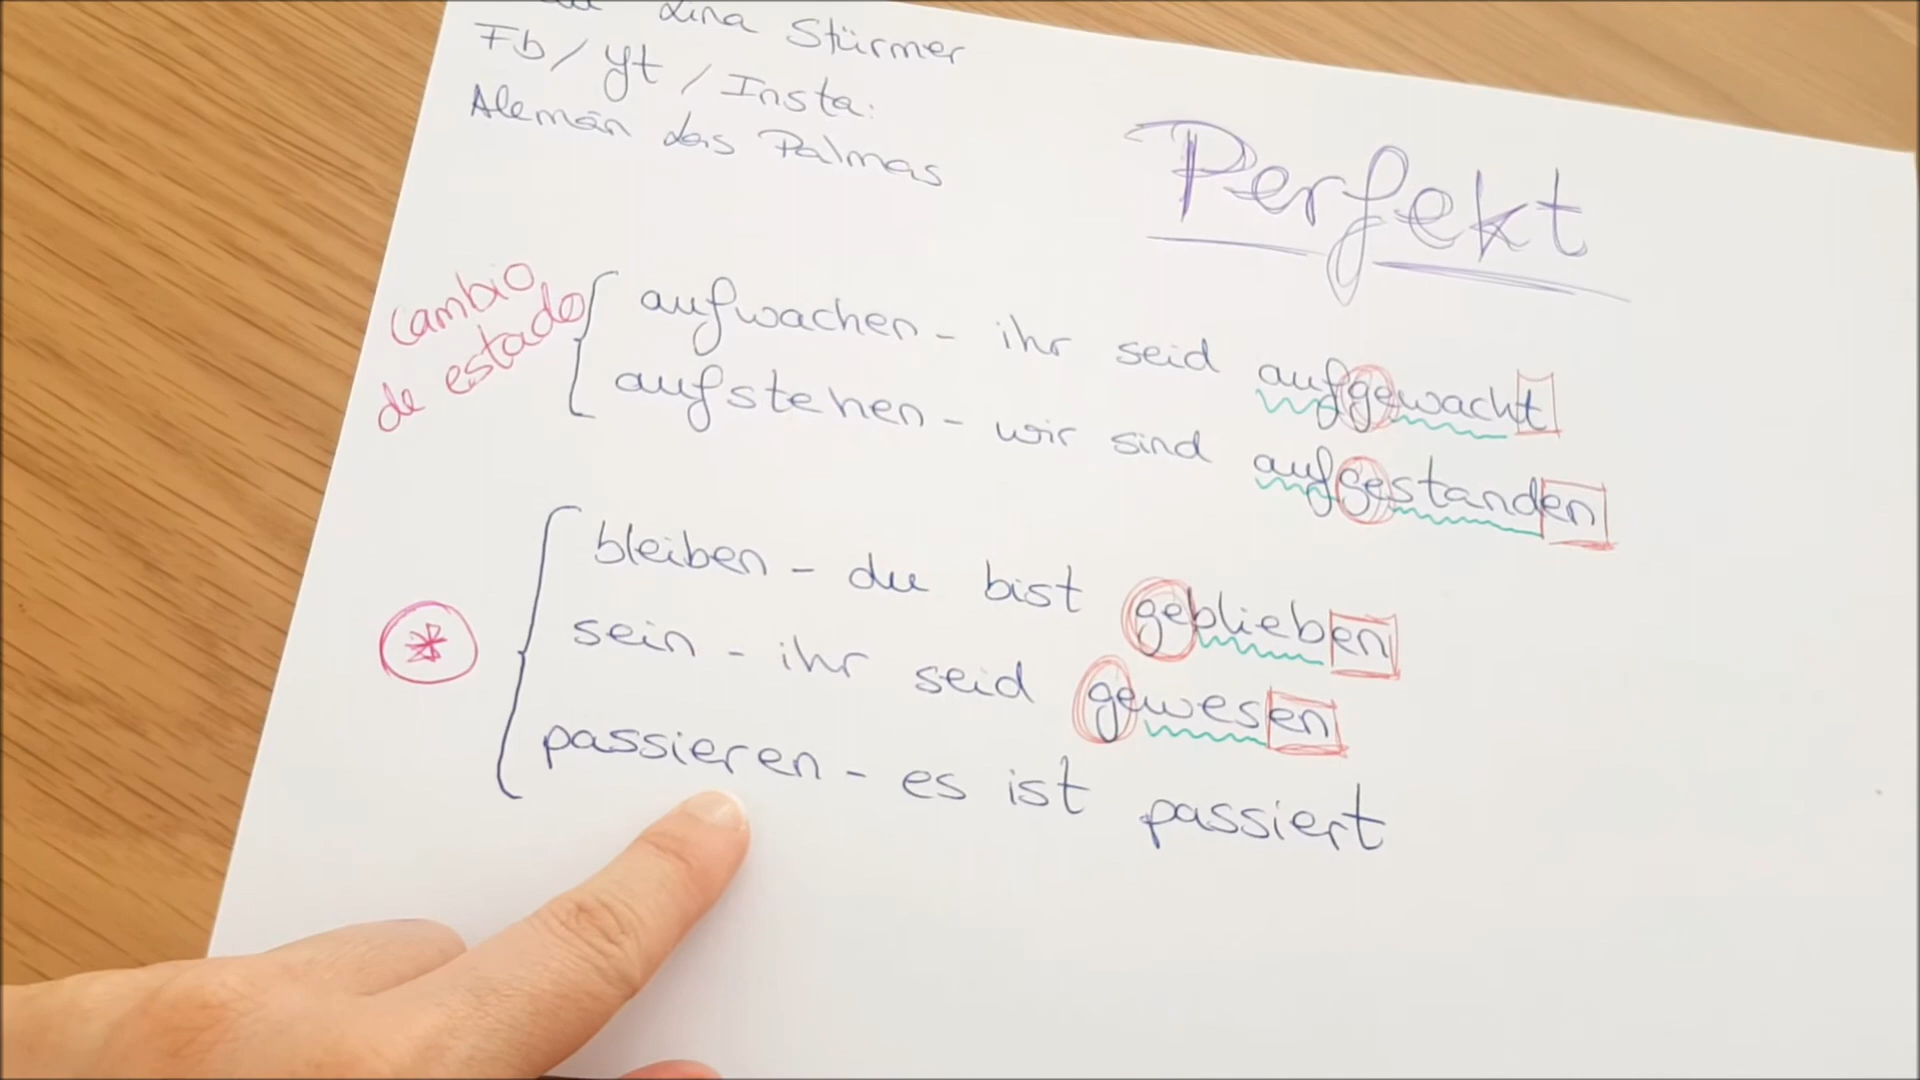 Lina Stürmer
Fb / yt / Insta:
Alemán Las Palmas
Perfekt
cambio
de estado
aufwachen - ihr seid aufgewacht
aufstehen - wir sind aufgestanden
*
bleiben - du bist geblieben
sein - ihr seid gewesen
passieren - es ist passiert